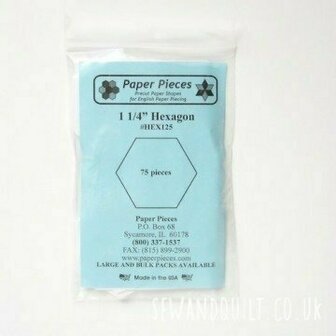 Paper Pieces
Precut Paper Shapes
for English Paper Piecing
1 1/4" Hexagon
#HEX125
75 pieces
Paper Pieces
P.O. Box 68
Sycamore, IL 60178
(800) 337-1537
FAX: (815) 899-2900
www.paperpieces.com
LARGE AND BULK PACKS AVAILABLE
Made in the USA
SEWANDQUILT.CO.UK